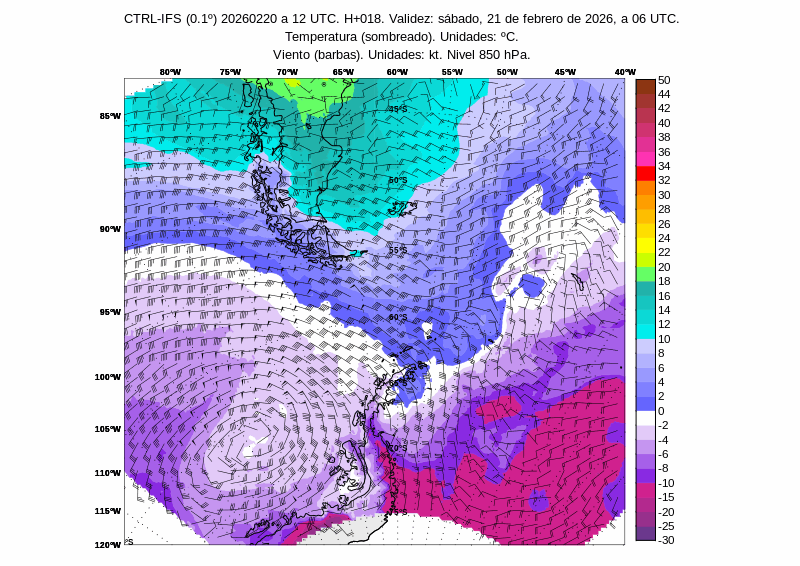 CTRL-IFS (0.1º) 20260220 a 12 UTC. H+018. Validez: sábado, 21 de febrero de 2026, a 06 UTC.
Temperatura (sombreado). Unidades: ºC.
Viento (barbas). Unidades: kt. Nivel 850 hPa.
80°W 75°W 70°W 65°W 60°W 55°W 50°W 45°W 40°W
50
44
42
40
38
36
34
32
30
28
26
24
22
20
18
16
14
12
10
8
6
4
2
0
-2
-4
-6
-8
-10
-15
-20
-25
-30
85°W
90°W
95°W
100°W
105°W
110°W
115°W
120°W
45°S
50°S
55°S
60°S
65°S
70°S
°S